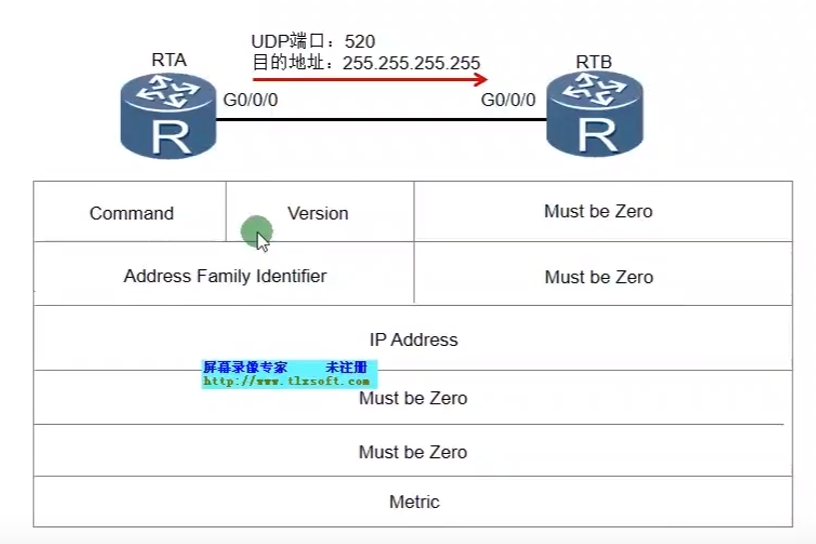 UDP端口：520
目的地址：255.255.255.255
RTA
RTB
G0/0/0
G0/0/0
R
R
Command
Version
Must be Zero
Address Family Identifier
Must be Zero
IP Address
屏幕录像专家 未注册
http://www.tlxsoft.com
Must be Zero
Must be Zero
Metric